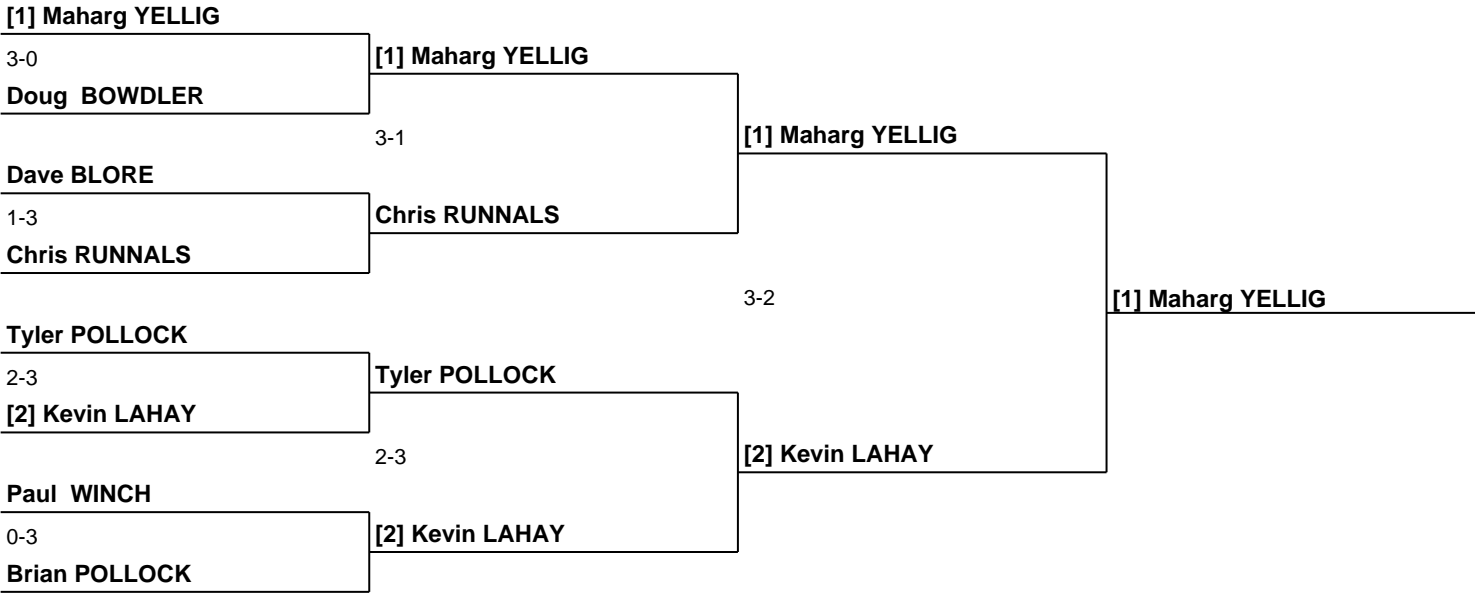 [1] Maharg YELLIG
3-0
Doug  BOWDLER
[1] Maharg YELLIG
3-1
Dave BLORE
1-3
Chris RUNNALS
Chris RUNNALS
[1] Maharg YELLIG
3-2
[1] Maharg YELLIG
Tyler POLLOCK
2-3
[2] Kevin LAHAY
Tyler POLLOCK
2-3
[2] Kevin LAHAY
Paul  WINCH
0-3
Brian POLLOCK
[2] Kevin LAHAY